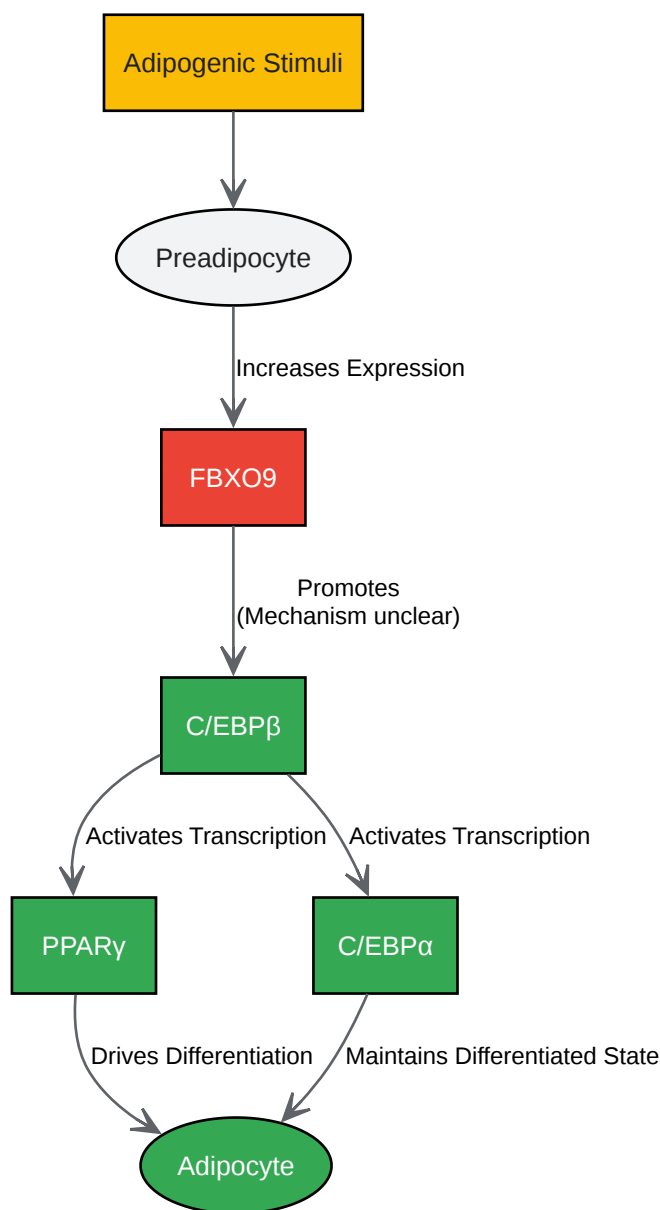 Adipogenic Stimuli
Preadipocyte
Increases Expression
FBXO9
Promotes
(Mechanism unclear)
C/EBPβ
Activates Transcription
Activates Transcription
PPARγ
C/EBPα
Drives Differentiation
Maintains Differentiated State
Adipocyte